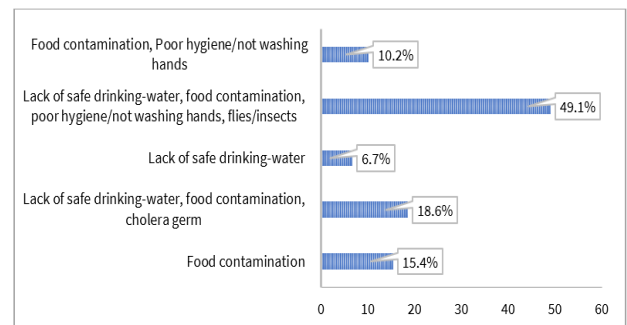 Food contamination, Poor hygiene/not washing
hands
10.2%
Lack of safe drinking-water, food contamination,
poor hygiene/not washing hands, flies/insects
49.1%
Lack of safe drinking-water
6.7%
Lack of safe drinking-water, food contamination,
cholera germ
18.6%
Food contamination
15.4%
0 10 20 30 40 50 60